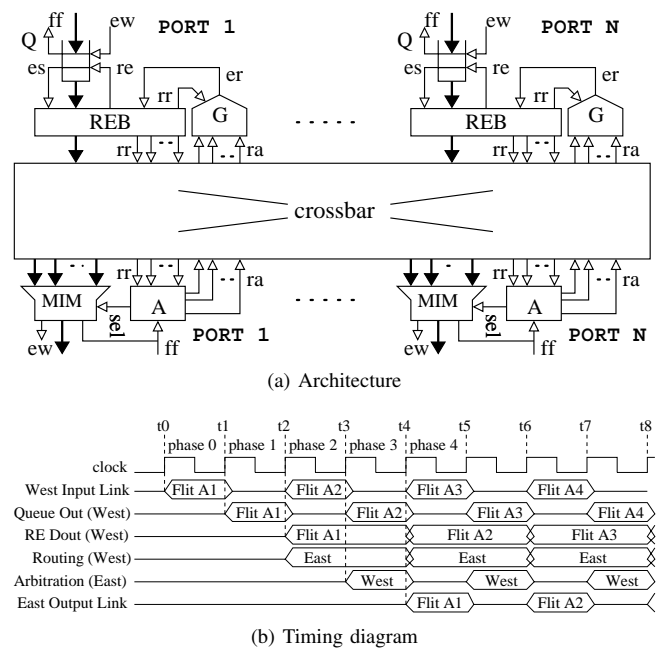 ff ew PORT 1 ff ew PORT N
Q Q
es re er es re er
rr rr
REB G - - - - - REB G
rr ra rr ra
crossbar
rr ra rr ra
MIM A - - - - - MIM A
sel sel
ew ff PORT 1 ew ff PORT N
(a) Architecture
t0 t1 t2 t3 t4 t5 t6 t7 t8
phase 0 phase 1 phase 2 phase 3 phase 4
clock
West Input Link Flit A1 Flit A2 Flit A3 Flit A4
Queue Out (West) Flit A1 Flit A2 Flit A3 Flit A4
RE Dout (West) Flit A1 Flit A2 Flit A3
Routing (West) East East East
Arbitration (East) West West West
East Output Link Flit A1 Flit A2
(b) Timing diagram